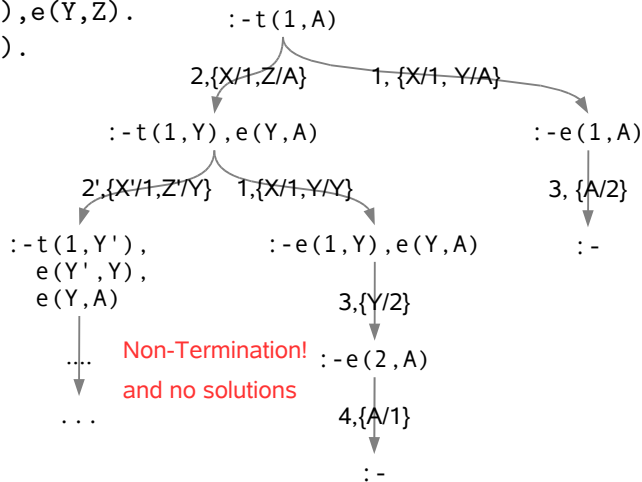 ),e(Y,Z).
).
:-t(1,A)
2,{X/1,Z/A} 1, {X/1, Y/A}
:-t(1,Y),e(Y,A) :-e(1,A)
2',{X'/1,Z'/Y} 1,{X/1,Y/Y} 3, {A/2}
:-t(1,Y'), :-e(1,Y),e(Y,A) :-
e(Y',Y),
e(Y,A)
3,{Y/2}
.... Non-Termination! :-e(2,A)
and no solutions
... 4,{A/1}
:-